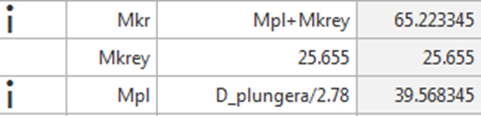 i Mkr Mpl+Mkrey 65.223345
Mkrey 25.655 25.655
i Mpl D_plungera/2.78 39.568345